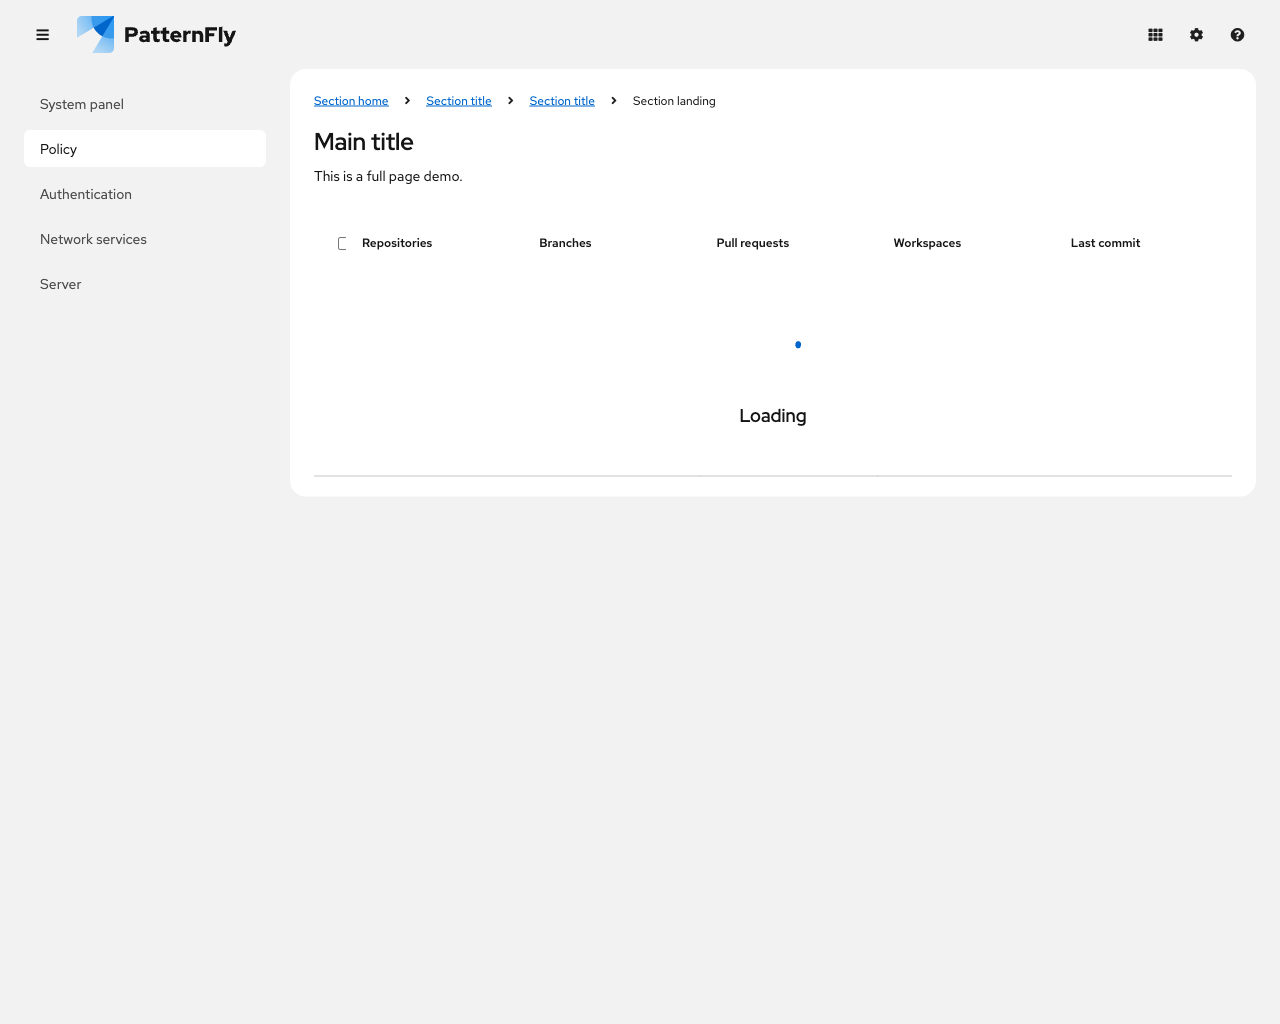 PatternFly
System panel
Policy
Authentication
Network services
Server
Section home Section title Section title Section landing
Main title
This is a full page demo.
Repositories Branches Pull requests Workspaces Last commit
Loading